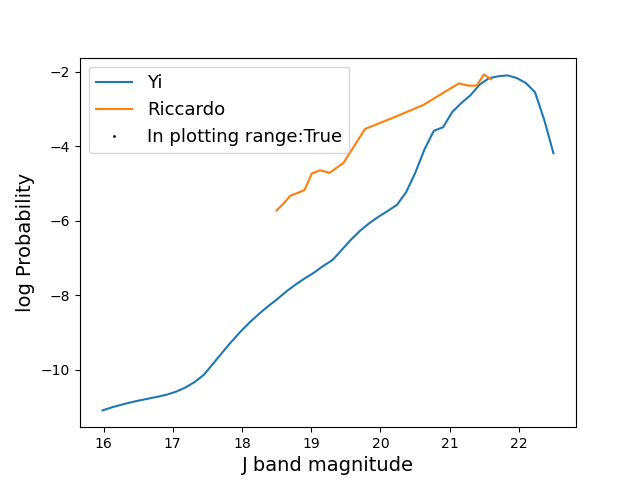 Yi
Riccardo
In plotting range:True
−2
−4
−6
−8
−10
log Probability
16 17 18 19 20 21 22
J band magnitude